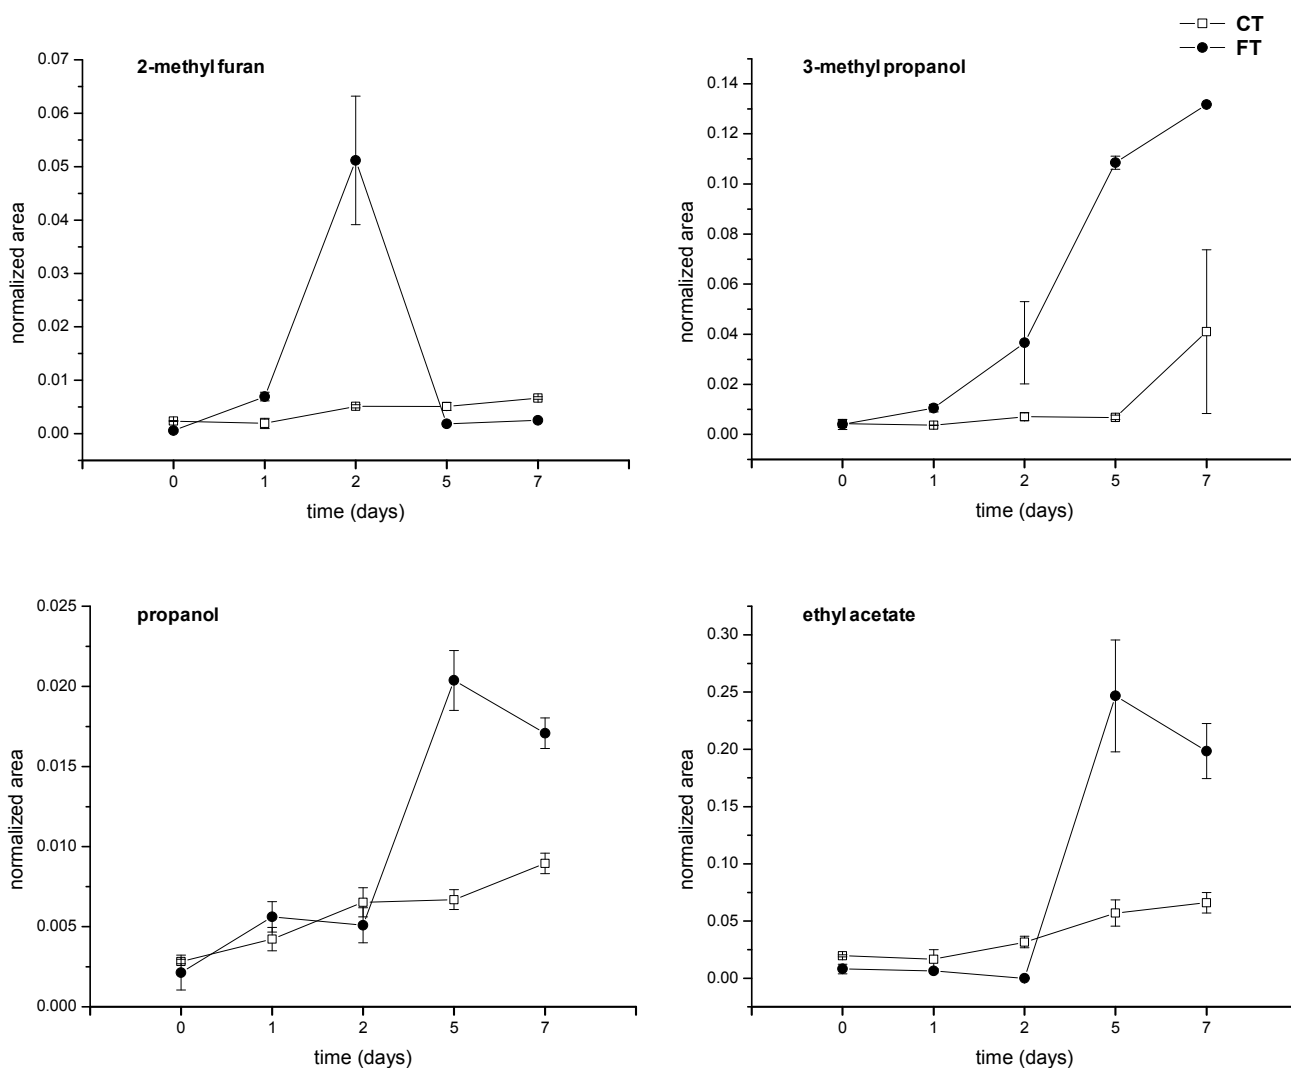 CT
FT
2-methyl furan
normalized area
0.07
0.06
0.05
0.04
0.03
0.02
0.01
0.00
0 1 2 5 7
time (days)
3-methyl propanol
normalized area
0.14
0.12
0.10
0.08
0.06
0.04
0.02
0.00
0 1 2 5 7
time (days)
propanol
normalized area
0.025
0.020
0.015
0.010
0.005
0.000
0 1 2 5 7
time (days)
ethyl acetate
normalized area
0.30
0.25
0.20
0.15
0.10
0.05
0.00
0 1 2 5 7
time (days)